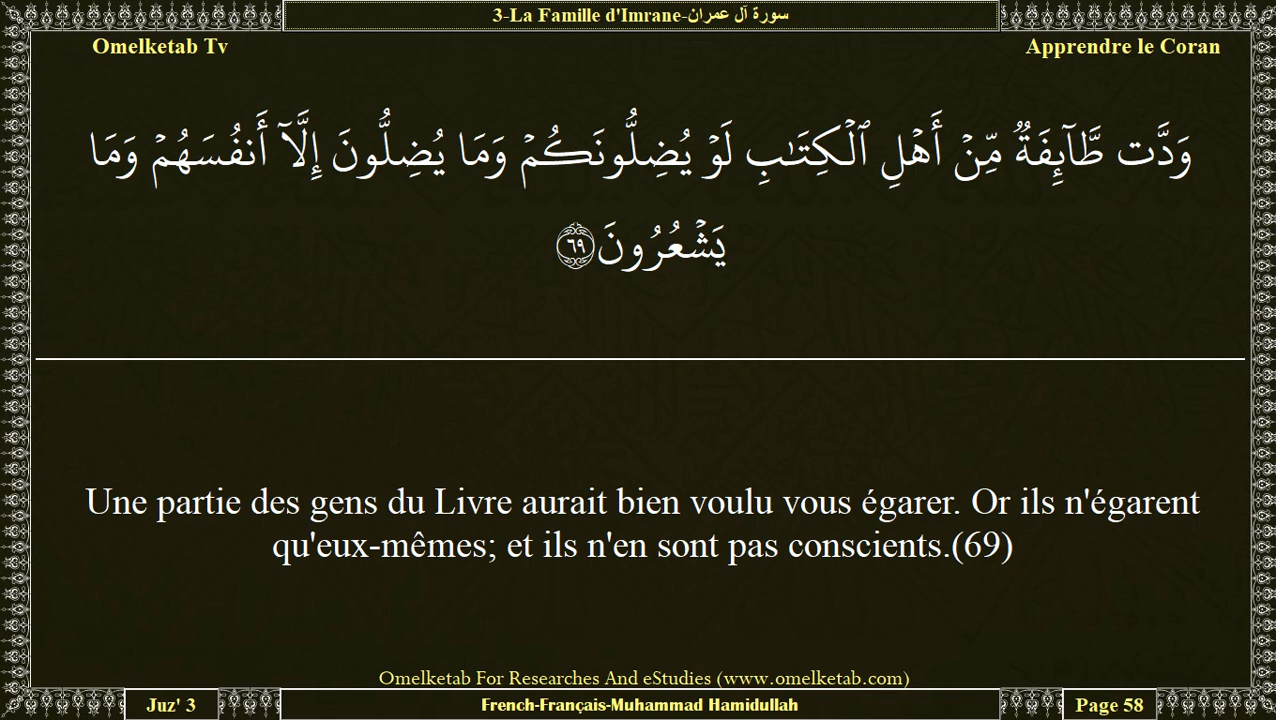 3-La Famille d'Imrane-سورة آل عمران
Omelketab Tv
Apprendre le Coran
وَدَّت طَّآئِفَةٌ مِّنۡ أَهۡلِ ٱلۡكِتَٰبِ لَوۡ يُضِلُّونَكُمۡ وَمَا يُضِلُّونَ إِلَّآ أَنفُسَهُمۡ وَمَا
يَشۡعُرُونَ ٦٩
Une partie des gens du Livre aurait bien voulu vous égarer. Or ils n'égarent
qu'eux-mêmes; et ils n'en sont pas conscients.(69)
Omelketab For Researches And eStudies (www.omelketab.com)
Juz' 3
French-Français-Muhammad Hamidullah
Page 58